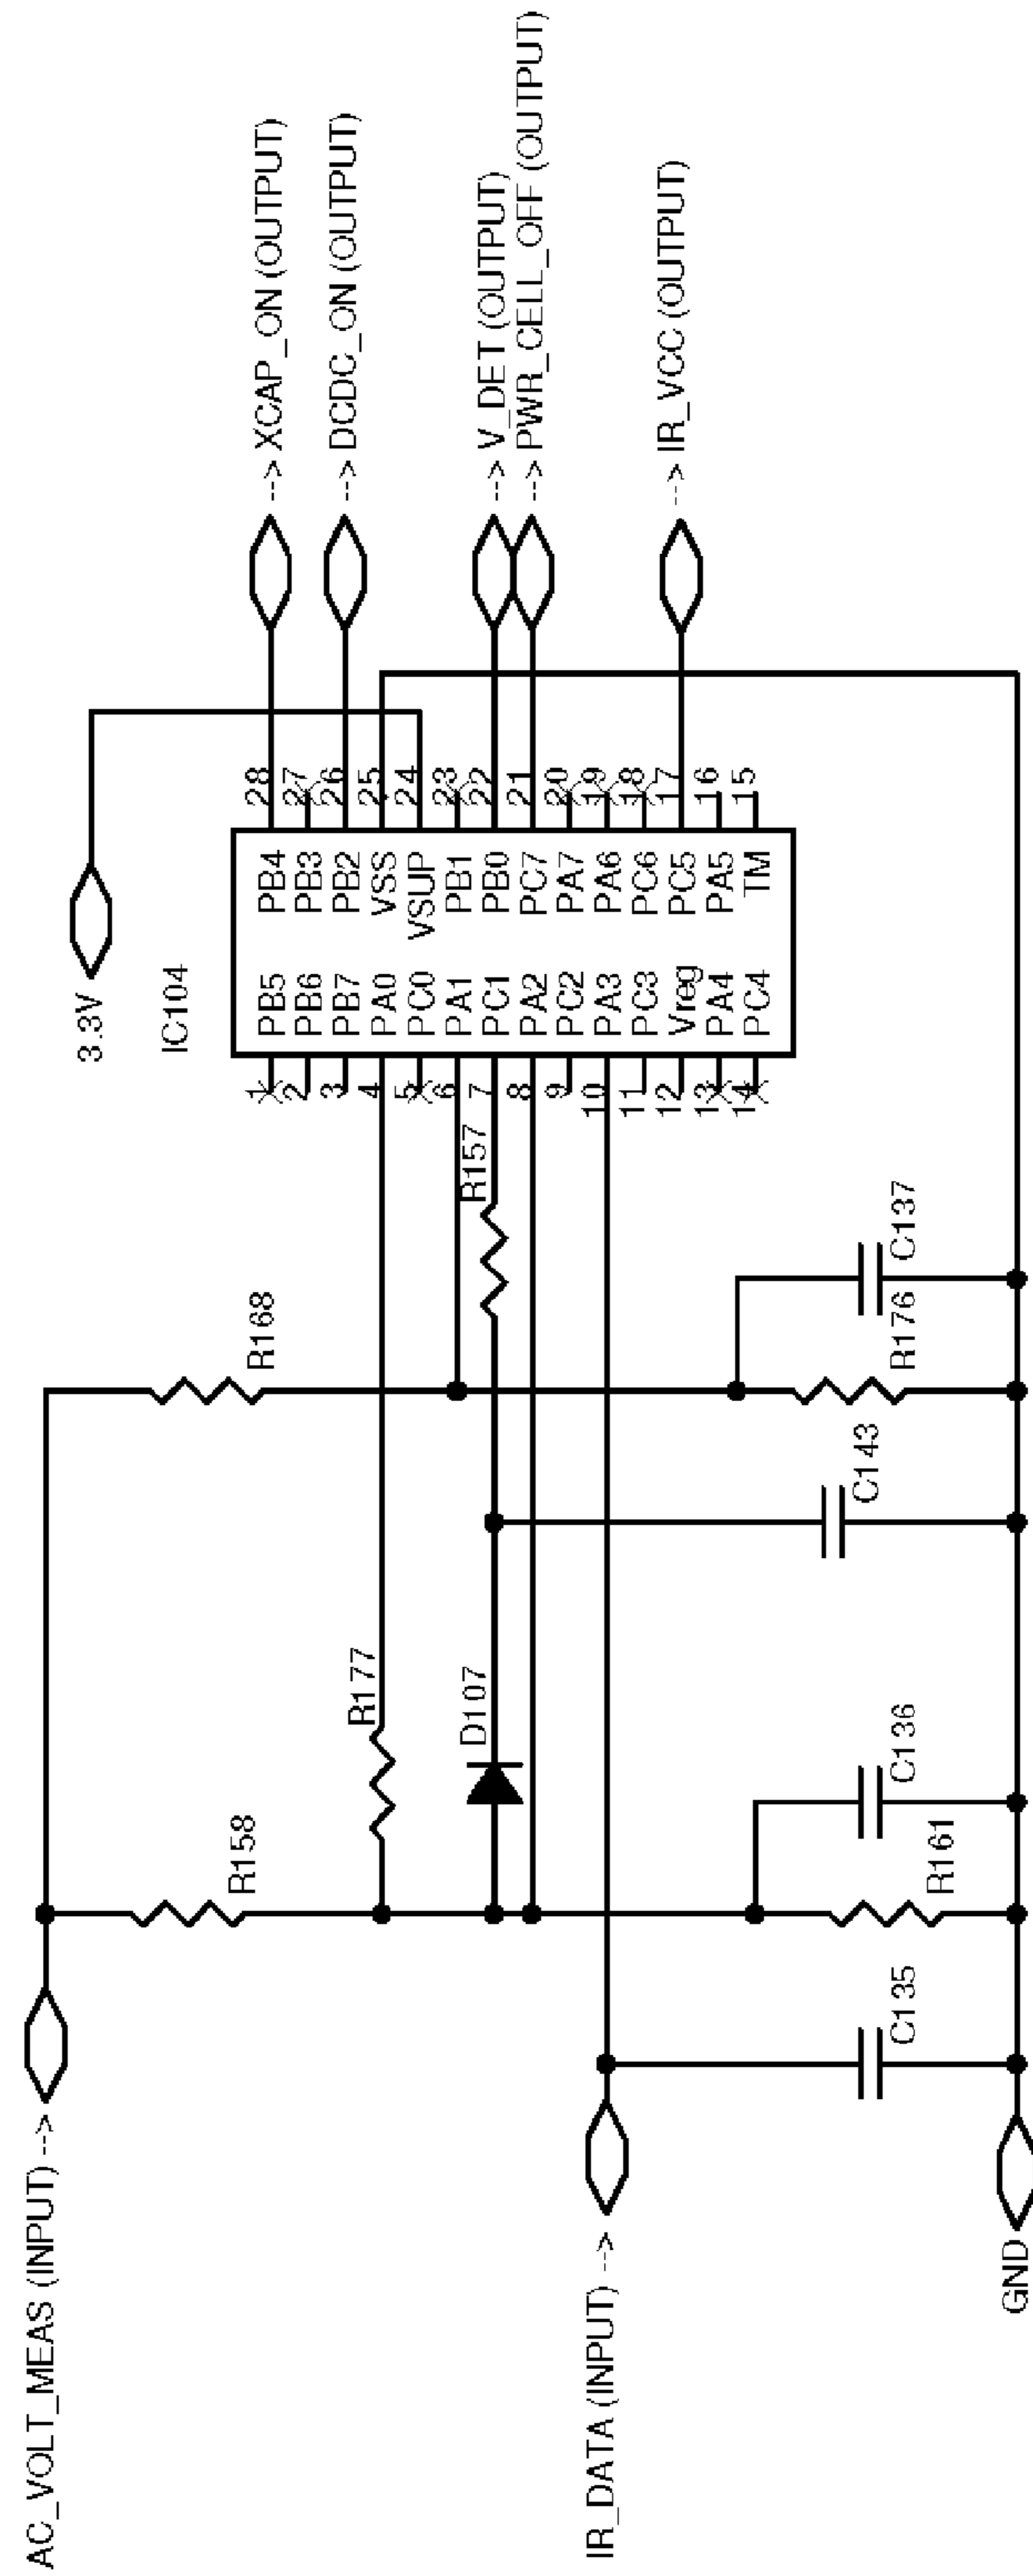 AC_VOLT_MEAS (INPUT) -->
IR_DATA (INPUT) -->
GND
R158
R177
R168
D107
R157
C135
R161
C136
C143
R176
C137
3.3V
IC104
1 PB5 PB4 28
2 PB6 PB3 27
3 PB7 PB2 26
4 PA0 VSS 25
5 PC0 VSUP 24
6 PA1 PB1 23
7 PC1 PB0 22
8 PA2 PC7 21
9 PC2 PA7 20
10 PA3 PA6 19
11 PC3 PC6 18
12 Vreg PC5 17
13 PA4 PA5 16
14 PC4 TM 15
--> XCAP_ON (OUTPUT)
--> DCDC_ON (OUTPUT)
--> V_DET (OUTPUT)
--> PWR_CELL_OFF (OUTPUT)
--> IR_VCC (OUTPUT)